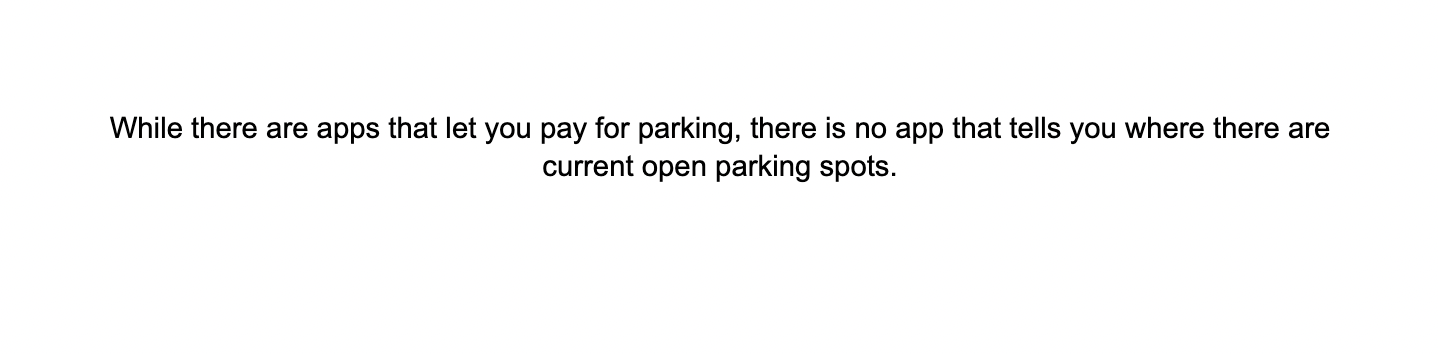 While there are apps that let you pay for parking, there is no app that tells you where there are
current open parking spots.